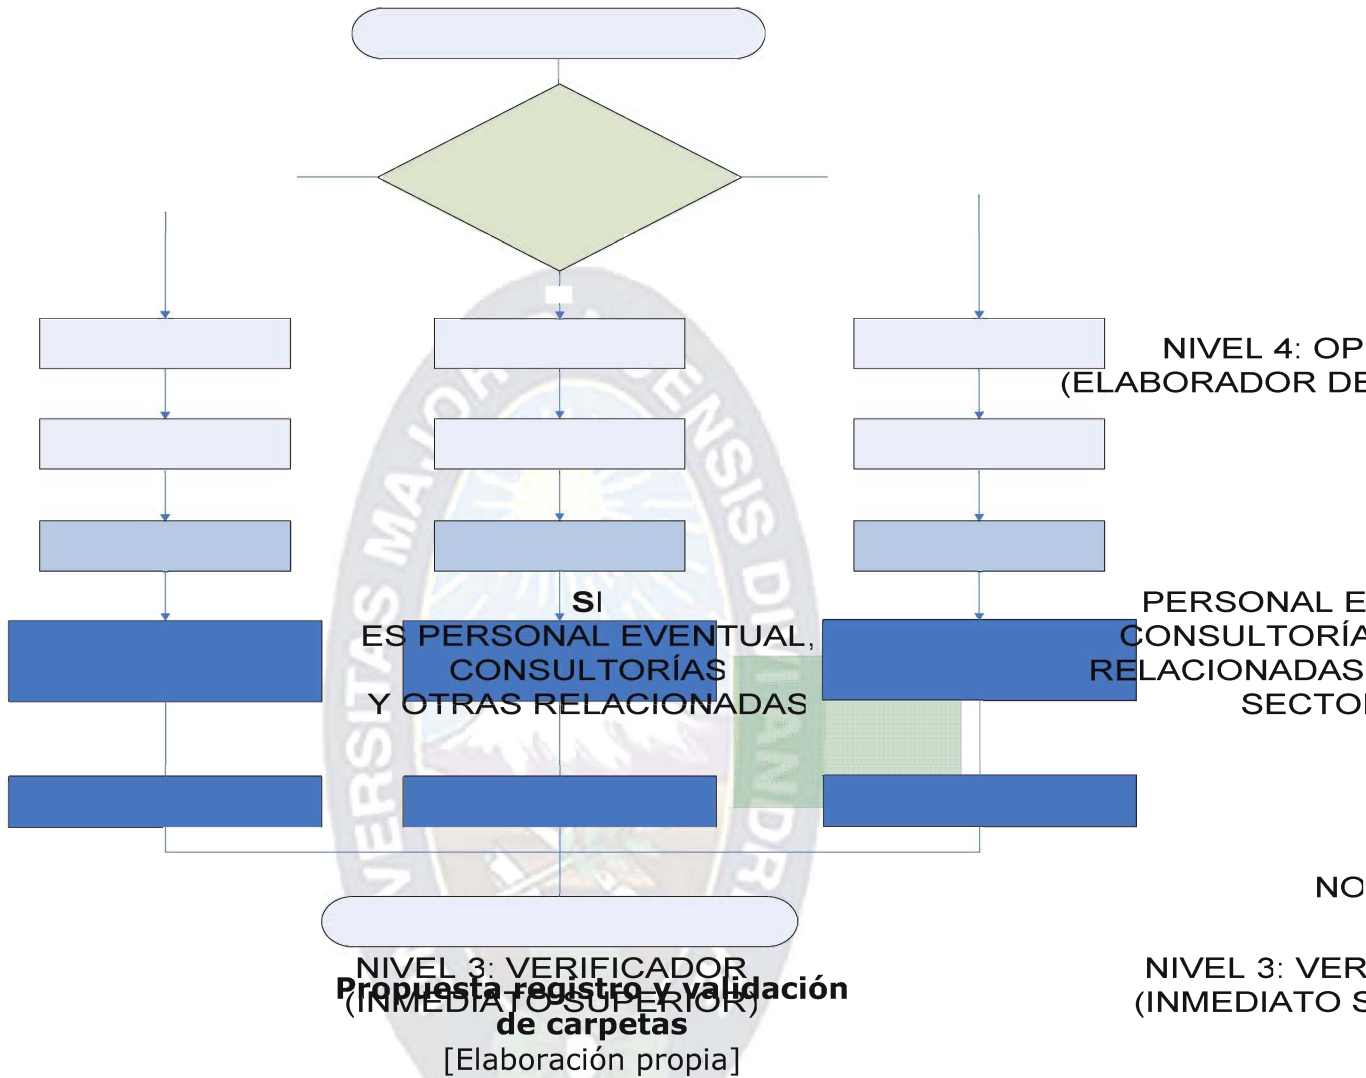 NIVEL 4: OP
(ELABORADOR DE
SI
ES PERSONAL EVENTUAL,
CONSULTORÍAS
Y OTRAS RELACIONADAS
PERSONAL E
CONSULTORÍA
RELACIONADAS
SECTO
NO
NIVEL 3: VERIFICADOR
(INMEDIATO SUPERIOR)
NIVEL 3: VER
(INMEDIATO S
Propuesta registro y validación
de carpetas
[Elaboración propia]